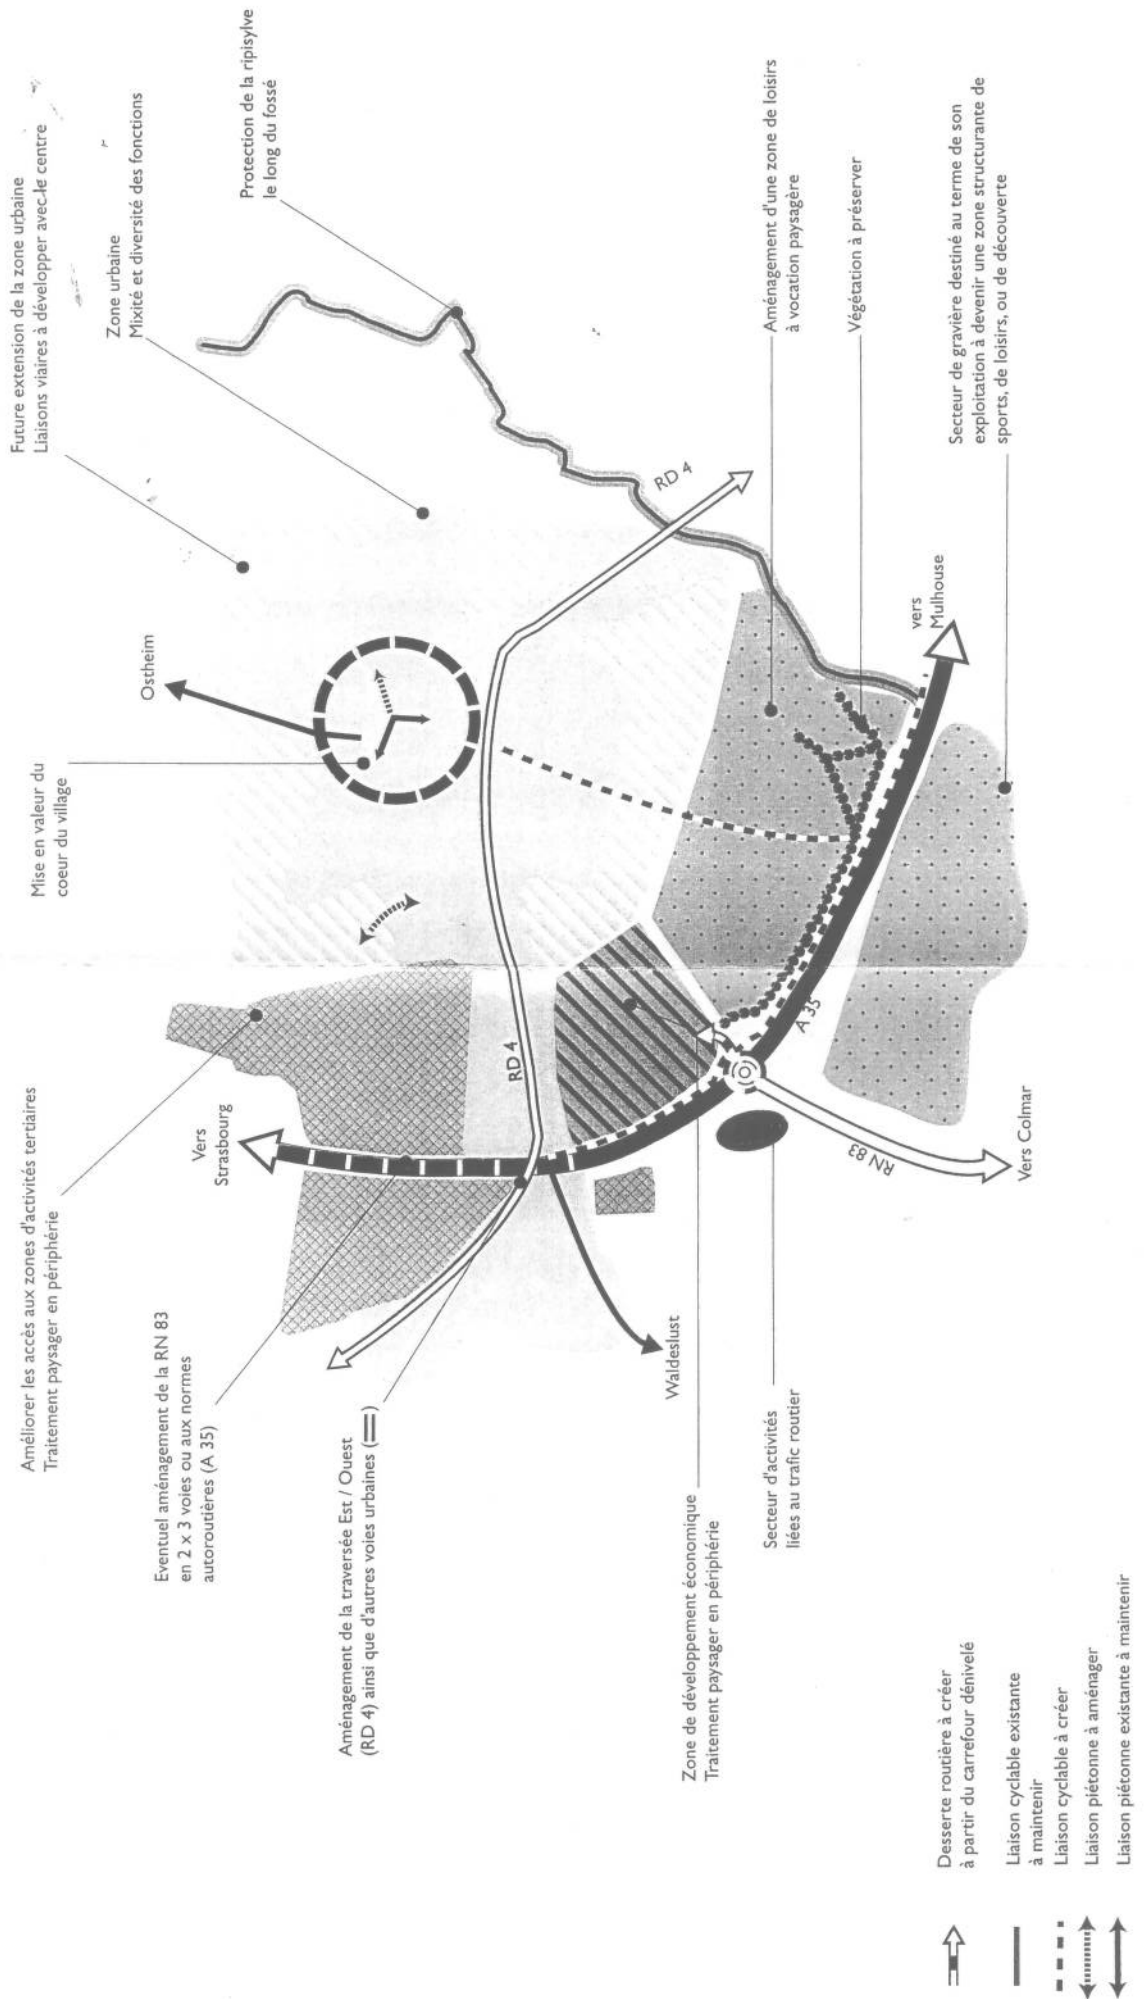 Améliorer les accès aux zones d'activités tertiaires
Traitement paysager en périphérie
Mise en valeur du
coeur du village
Future extension de la zone urbaine
Liaisons viaires à développer avec le centre
Zone urbaine
Mixité et diversité des fonctions
Protection de la ripisylve
le long du fossé
Ostheim
Vers
Strasbourg
Eventuel aménagement de la RN 83
en 2 x 3 voies ou aux normes
autoroutières (A 35)
Aménagement de la traversée Est / Ouest
(RD 4) ainsi que d'autres voies urbaines ( )
RD 4
RD 4
Waldeslust
Zone de développement économique
Traitement paysager en périphérie
Secteur d'activités
liées au trafic routier
A 35
RN 83
Vers Colmar
vers
Mulhouse
Aménagement d'une zone de loisirs
à vocation paysagère
Végétation à préserver
Secteur de gravière destiné au terme de son
exploitation à devenir une zone structurante de
sports, de loisirs, ou de découverte
Desserte routière à créer
à partir du carrefour dénivelé
Liaison cyclable existante
à maintenir
Liaison cyclable à créer
Liaison piétonne à aménager
Liaison piétonne existante à maintenir